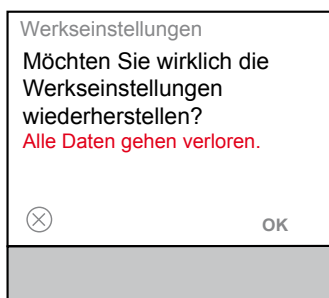 Werkseinstellungen
Möchten Sie wirklich die
Werkseinstellungen
wiederherstellen?
Alle Daten gehen verloren.
OK